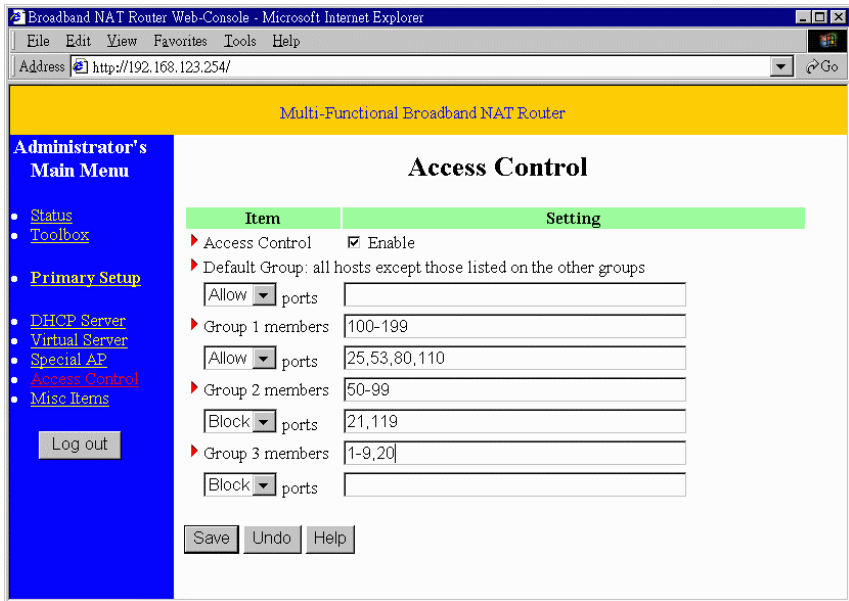 Broadband NAT Router Web-Console - Microsoft Internet Explorer
File Edit View Favorites Tools Help
Address http://192.168.123.254/ Go
Multi-Functional Broadband NAT Router
Administrator's
Main Menu
Status
Toolbox
Primary Setup
DHCP Server
Virtual Server
Special AP
Access Control
Misc Items
Log out
Access Control
Item Setting
Access Control Enable
Default Group: all hosts except those listed on the other groups
Allow ports
Group 1 members 100-199
Allow ports 25,53,80,110
Group 2 members 50-99
Block ports 21,119
Group 3 members 1-9,20
Block ports
Save Undo Help